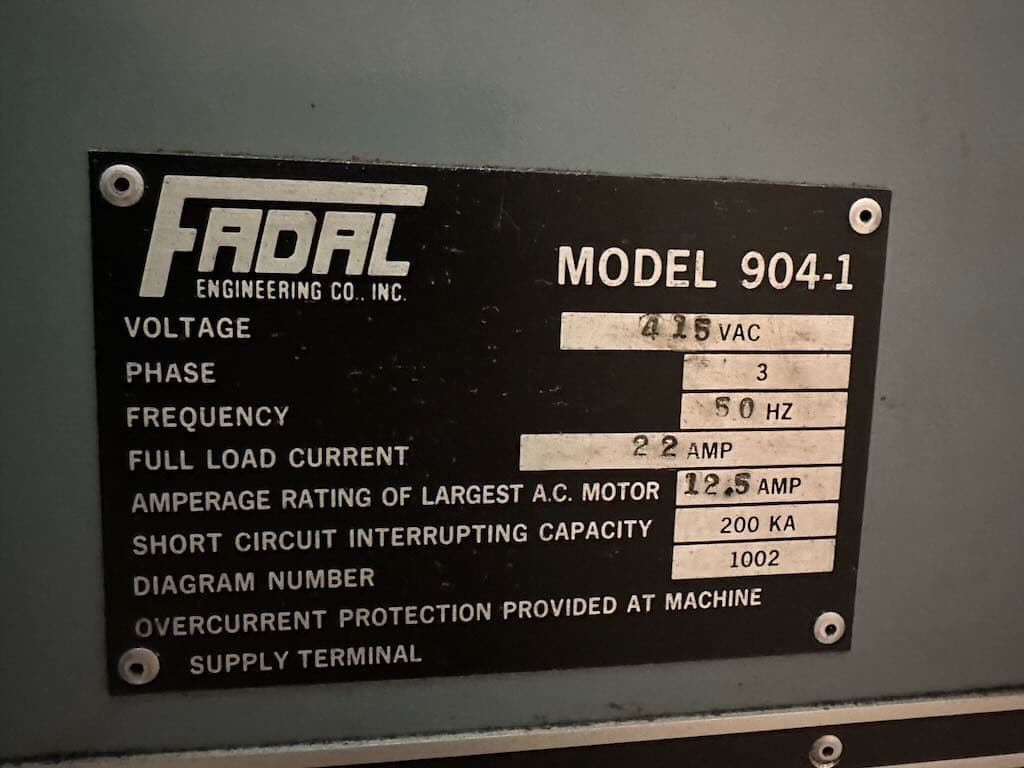 FADAL
ENGINEERING CO., INC.
MODEL 904-1
VOLTAGE 415 VAC
PHASE 3
FREQUENCY 50 HZ
FULL LOAD CURRENT 22 AMP
AMPERAGE RATING OF LARGEST A.C. MOTOR 12.5 AMP
SHORT CIRCUIT INTERRUPTING CAPACITY 200 KA
DIAGRAM NUMBER 1002
OVERCURRENT PROTECTION PROVIDED AT MACHINE
SUPPLY TERMINAL